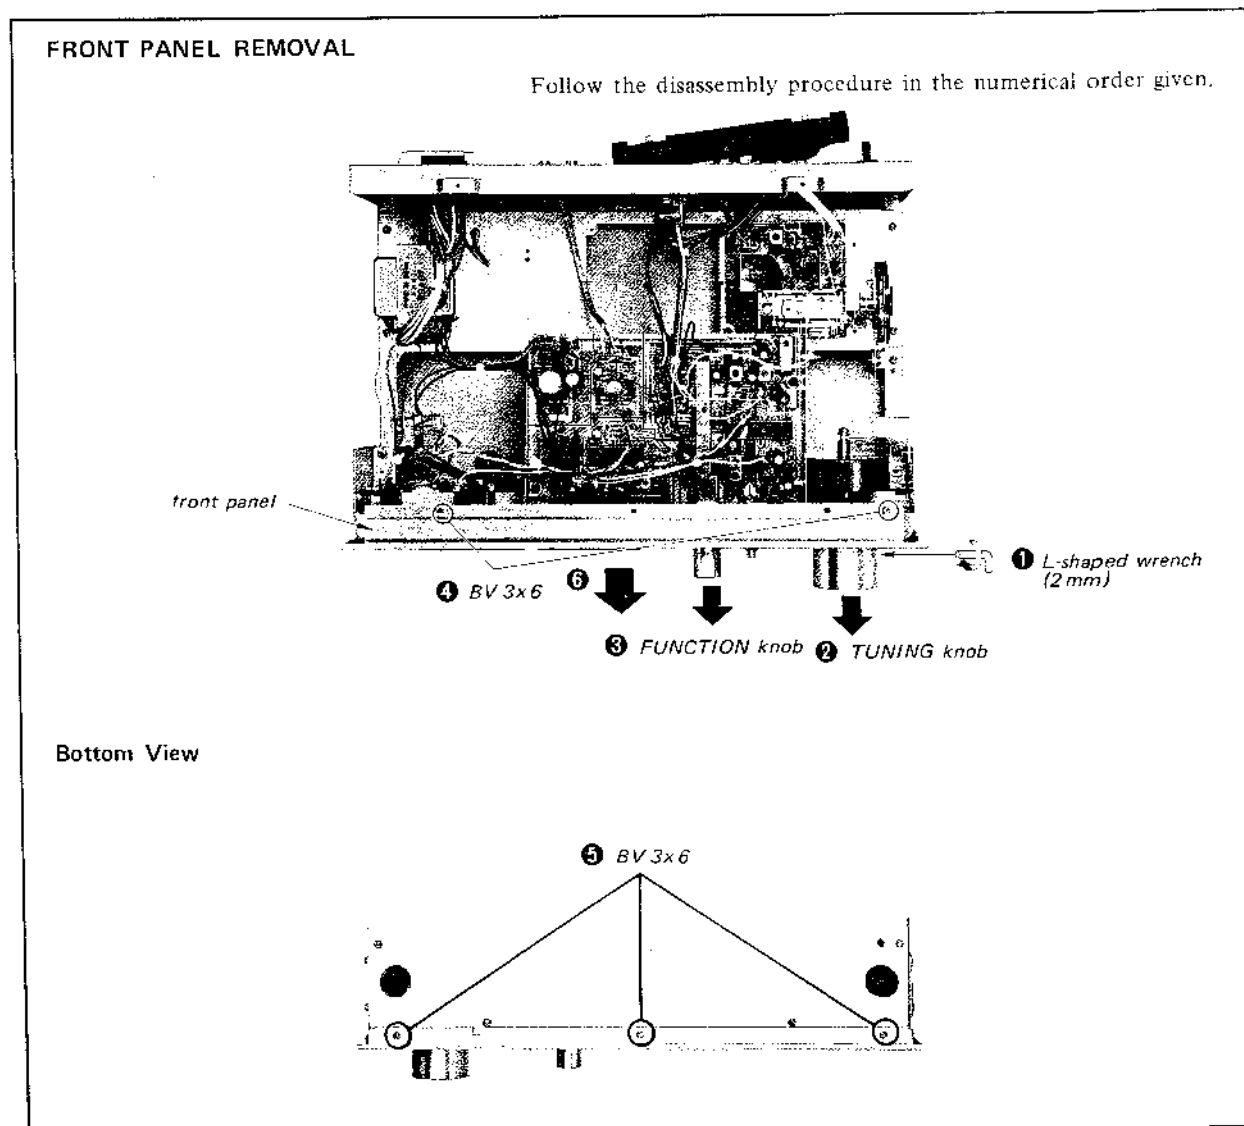 FRONT PANEL REMOVAL
Follow the disassembly procedure in the numerical order given.
front panel
❶ L-shaped wrench
(2 mm)
❹ BV 3x6
❻
❸ FUNCTION knob
❷ TUNING knob
Bottom View
❺ BV 3x6